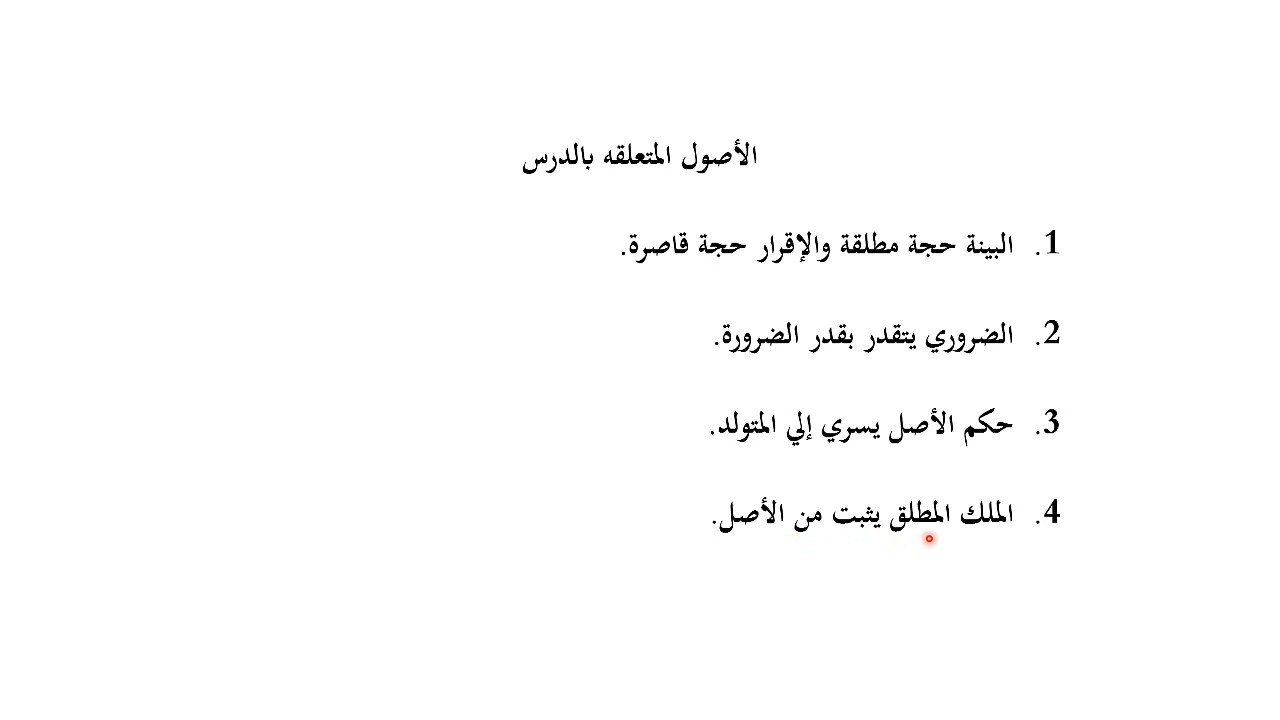 الأصول المتعلقه بالدرس
1. البينة حجة مطلقة والإقرار حجة قاصرة.
2. الضروري يتقدر بقدر الضرورة.
3. حكم الأصل يسري إلي المتولد.
4. الملك المطلق يثبت من الأصل.